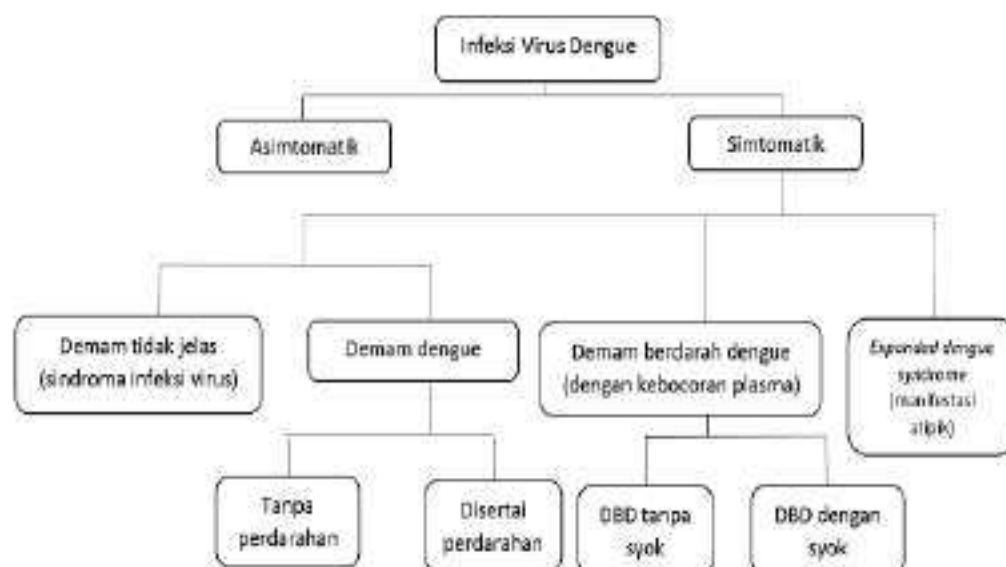 Infeksi Virus Dengue
Asimtomatik
Simtomatik
Demam tidak jelas
(sindroma infeksi virus)
Demam dengue
Demam berdarah dengue
(dengan kebocoran plasma)
Expanded dengue
syndrome
(manifestasi
atipik)
Tanpa
perdarahan
Disertai
perdarahan
DBD tanpa
syok
DBD dengan
syok